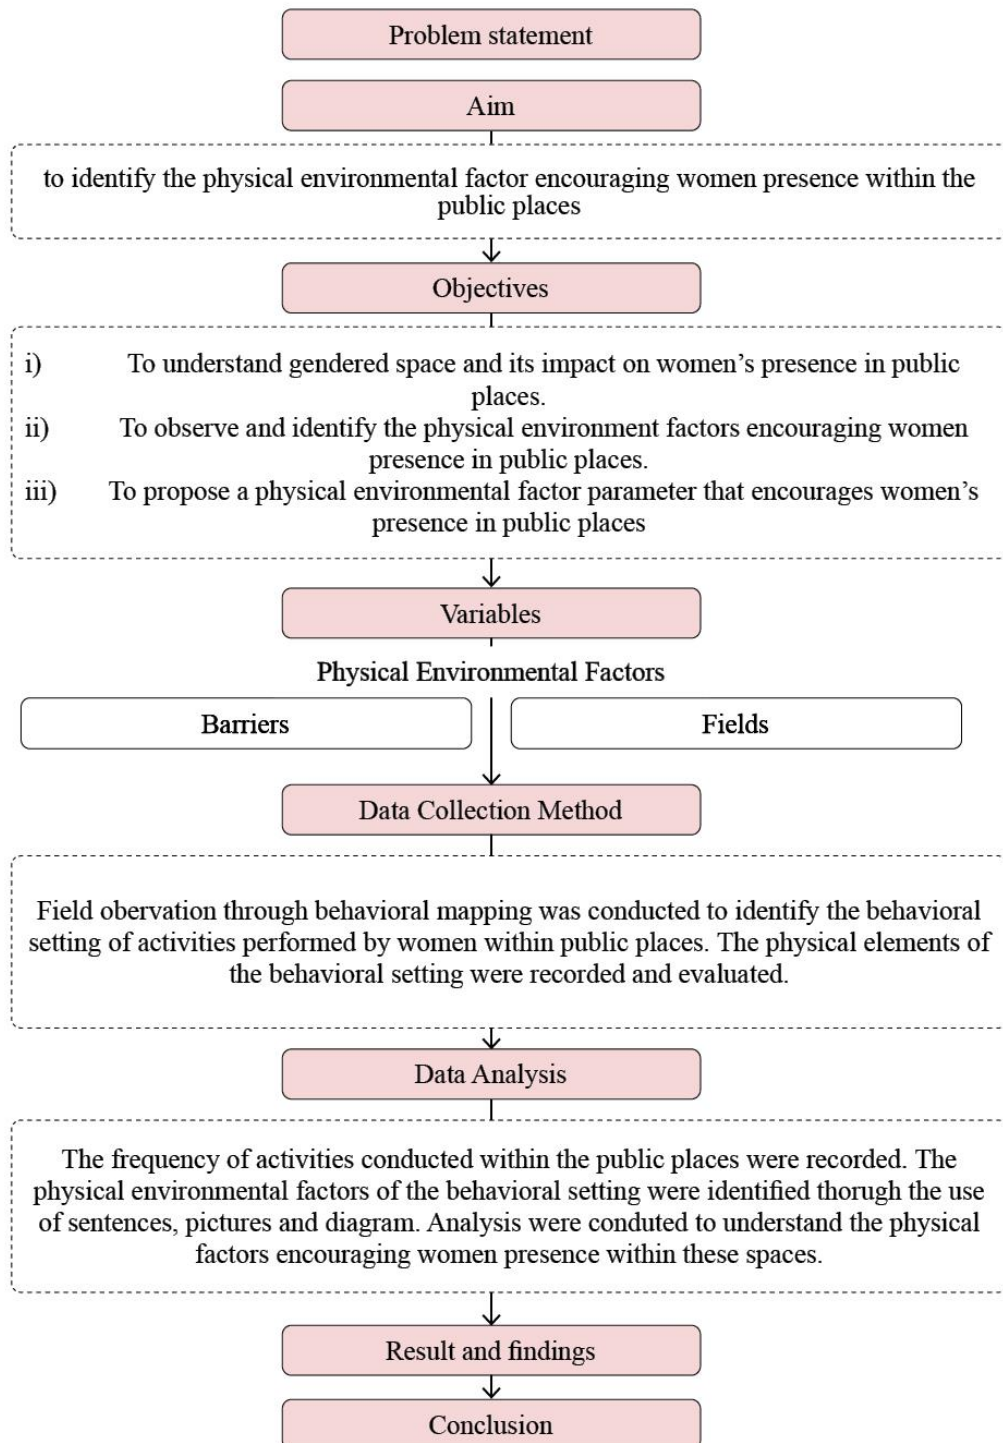 Problem statement
Aim
to identify the physical environmental factor encouraging women presence within the
public places
Objectives
i) To understand gendered space and its impact on women’s presence in public
places.
ii) To observe and identify the physical environment factors encouraging women
presence in public places.
iii) To propose a physical environmental factor parameter that encourages women’s
presence in public places
Variables
Physical Environmental Factors
Barriers
Fields
Data Collection Method
Field obervation through behavioral mapping was conducted to identify the behavioral
setting of activities performed by women within public places. The physical elements of
the behavioral setting were recorded and evaluated.
Data Analysis
The frequency of activities conducted within the public places were recorded. The
physical environmental factors of the behavioral setting were identified thorugh the use
of sentences, pictures and diagram. Analysis were conduted to understand the physical
factors encouraging women presence within these spaces.
Result and findings
Conclusion